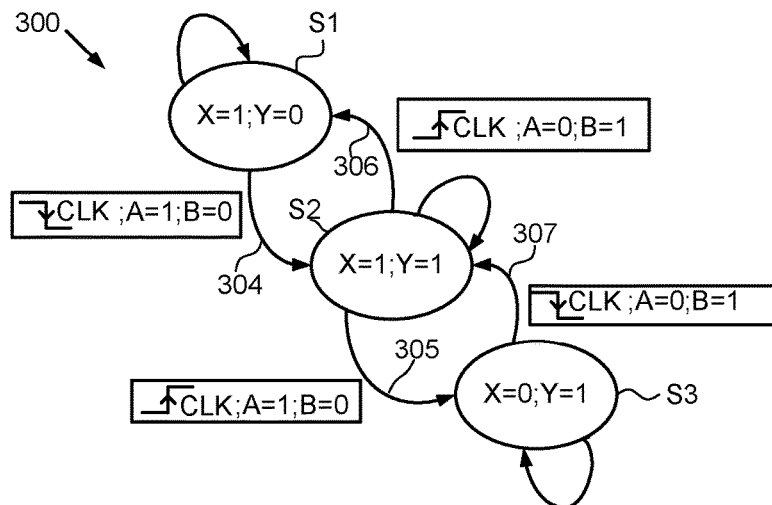 300
S1
X=1;Y=0
CLK ;A=0;B=1
306
CLK ;A=1;B=0
S2
304
X=1;Y=1
307
CLK ;A=0;B=1
305
CLK;A=1;B=0
X=0;Y=1
S3